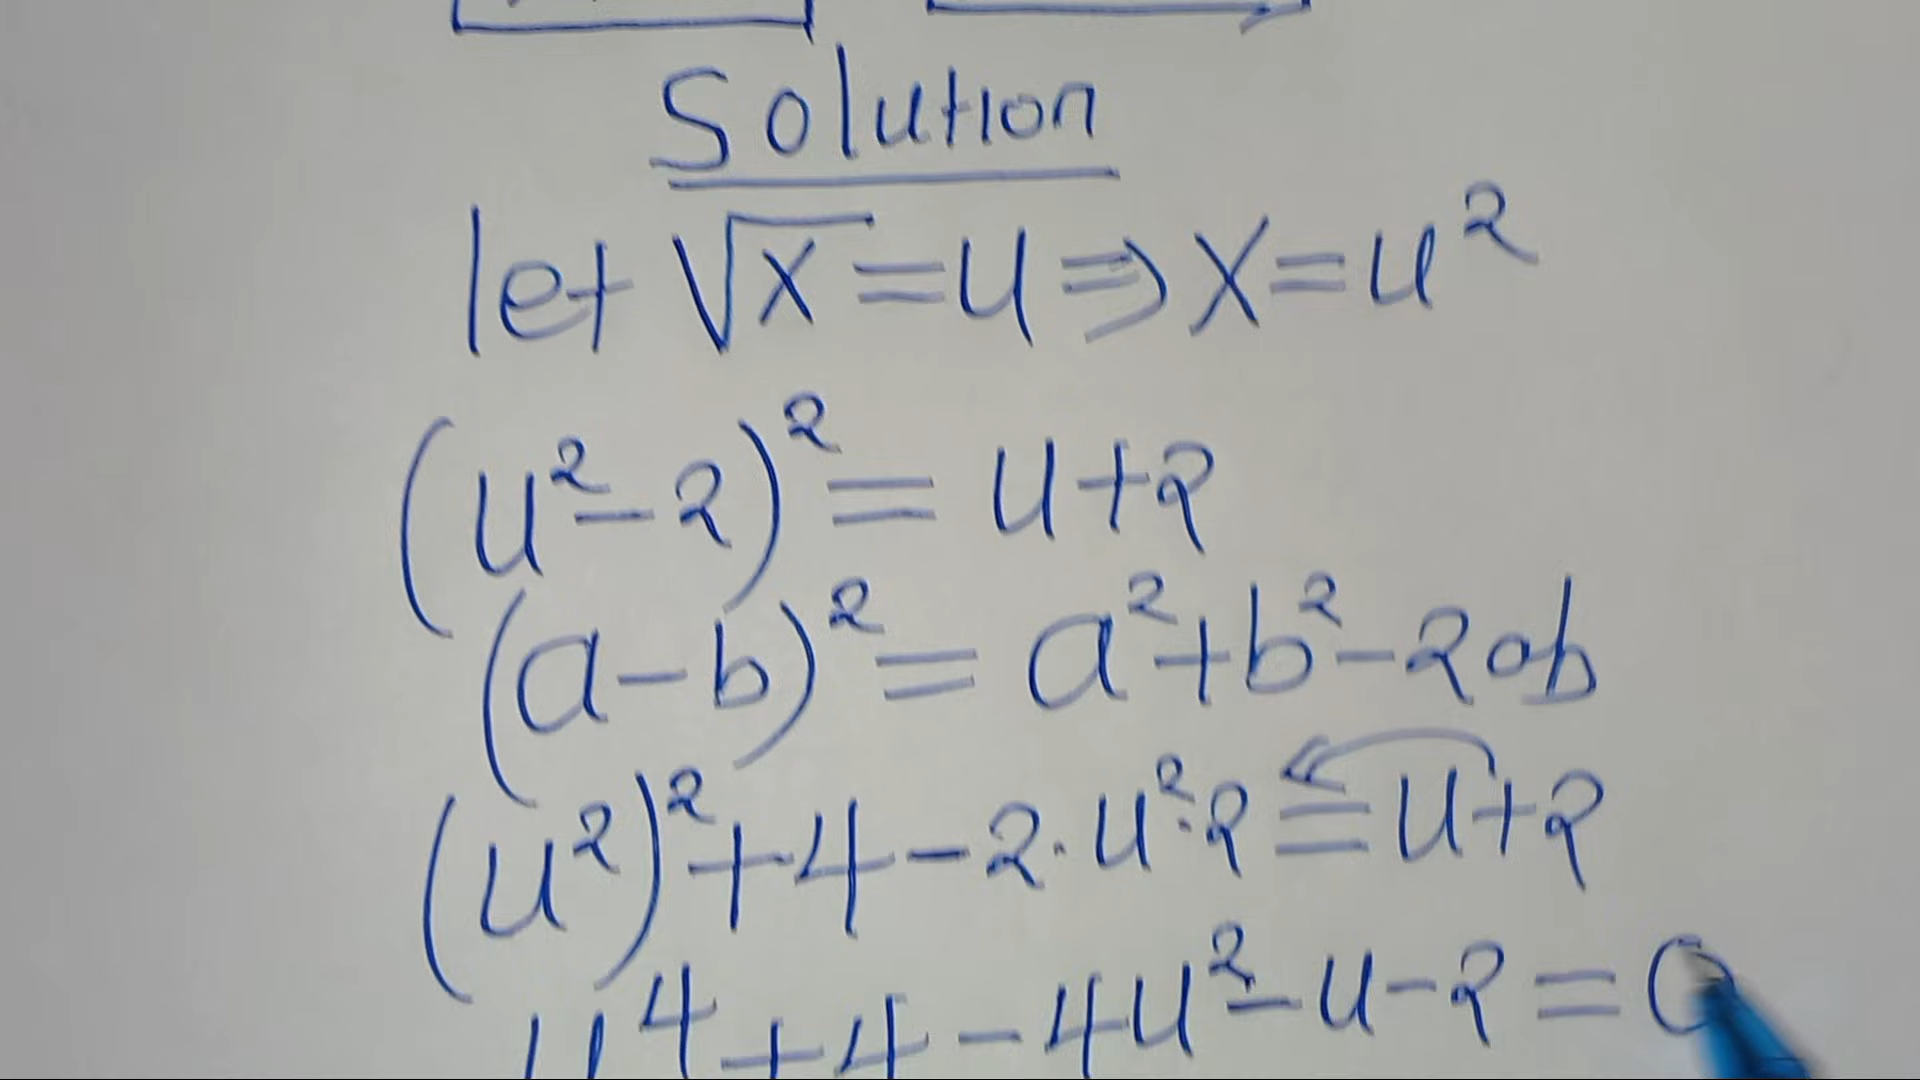 Solution
let √x = u ⇒ x = u²
(u² - 2)² = u + 2
(a - b)² = a² + b² - 2ab
(u²)² + 4 - 2 · u² · 2 = u + 2
u⁴ + 4 - 4u² - u - 2 = 0